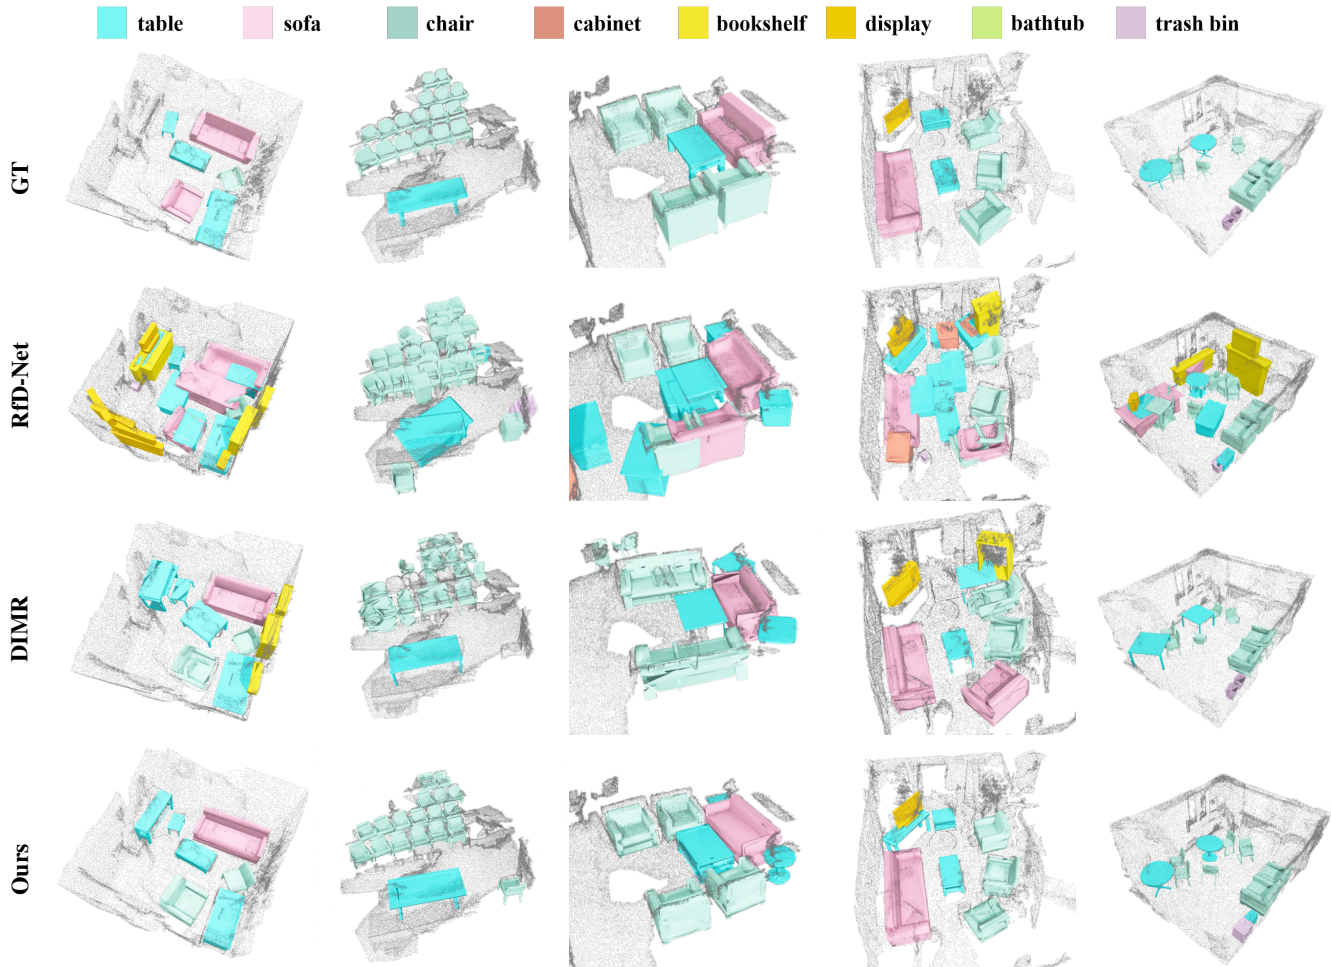 table sofa chair cabinet bookshelf display bathtub trash bin
GT
RfD-Net
DIMR
Ours